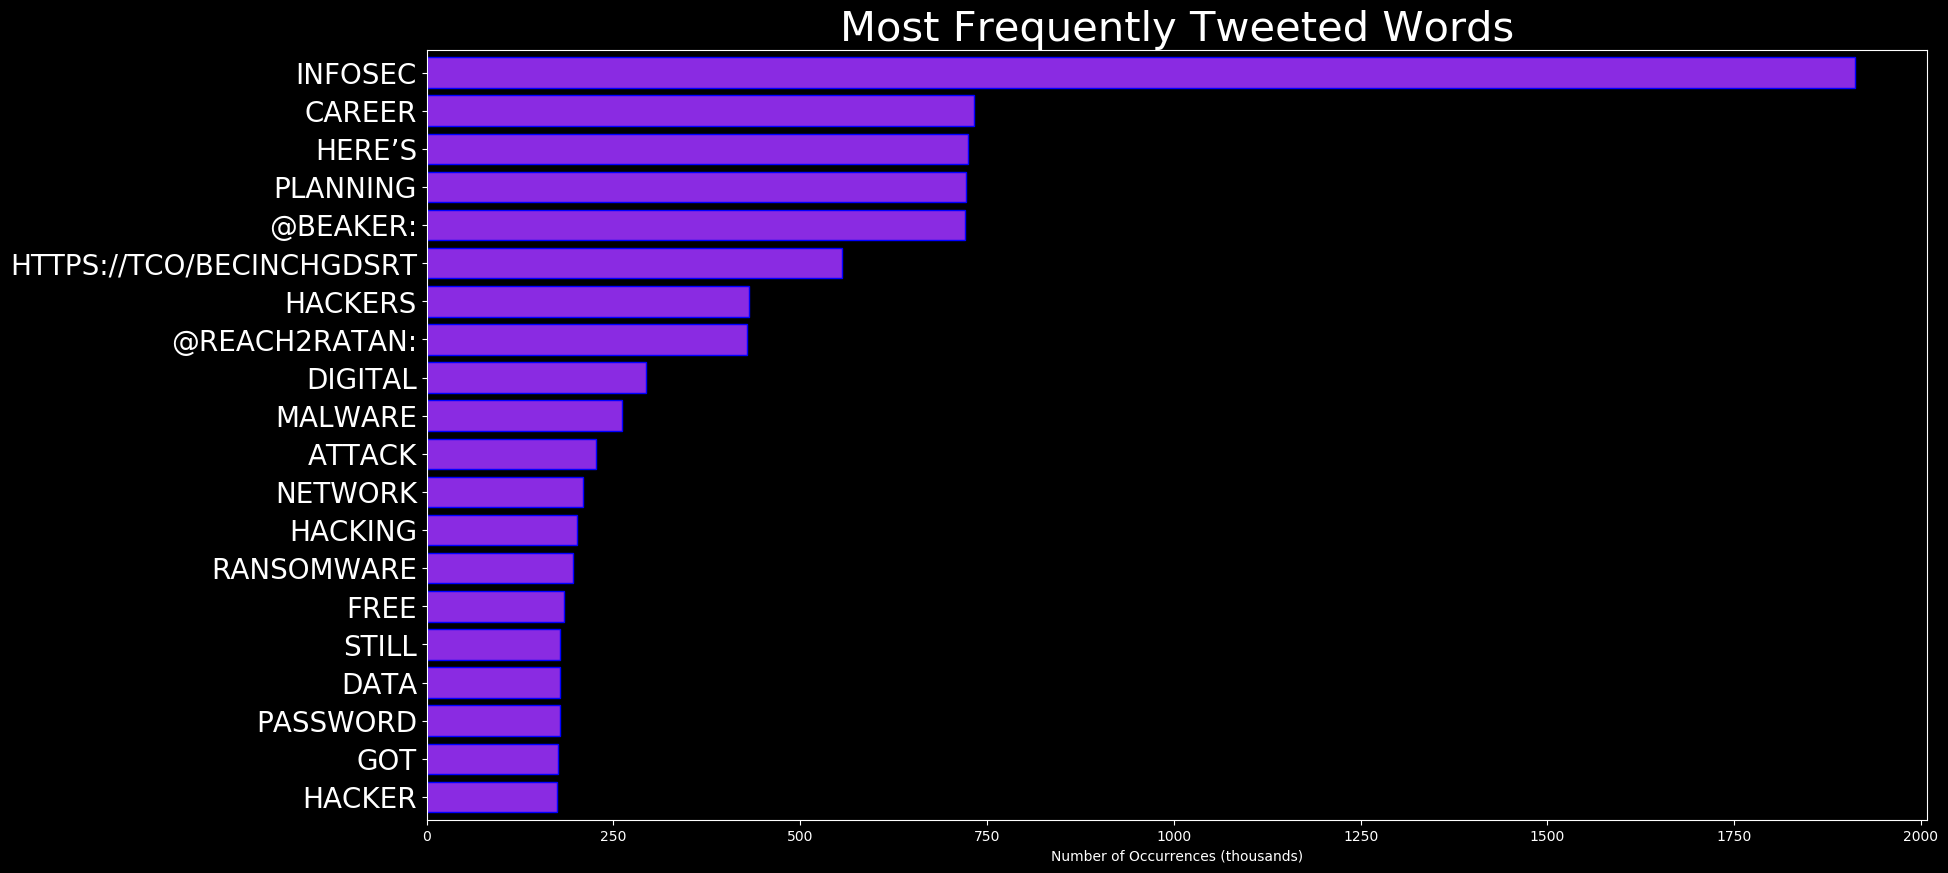 Most Frequently Tweeted Words
INFOSEC
CAREER
HERE’S
PLANNING
@BEAKER:
HTTPS://TCO/BECINCHGDSRT
HACKERS
@REACH2RATAN:
DIGITAL
MALWARE
ATTACK
NETWORK
HACKING
RANSOMWARE
FREE
STILL
DATA
PASSWORD
GOT
HACKER
0 250 500 750 1000 1250 1500 1750 2000
Number of Occurrences (thousands)